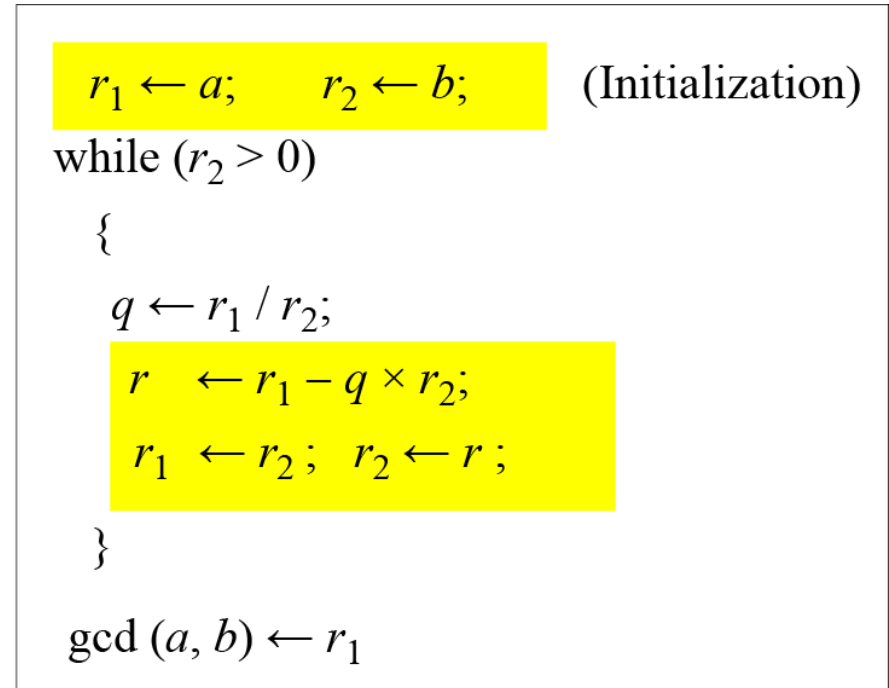 r₁ ← a; r₂ ← b; (Initialization)
while (r₂ > 0)
{
q ← r₁ / r₂;
r ← r₁ – q × r₂;
r₁ ← r₂ ; r₂ ← r ;
}
gcd (a, b) ← r₁